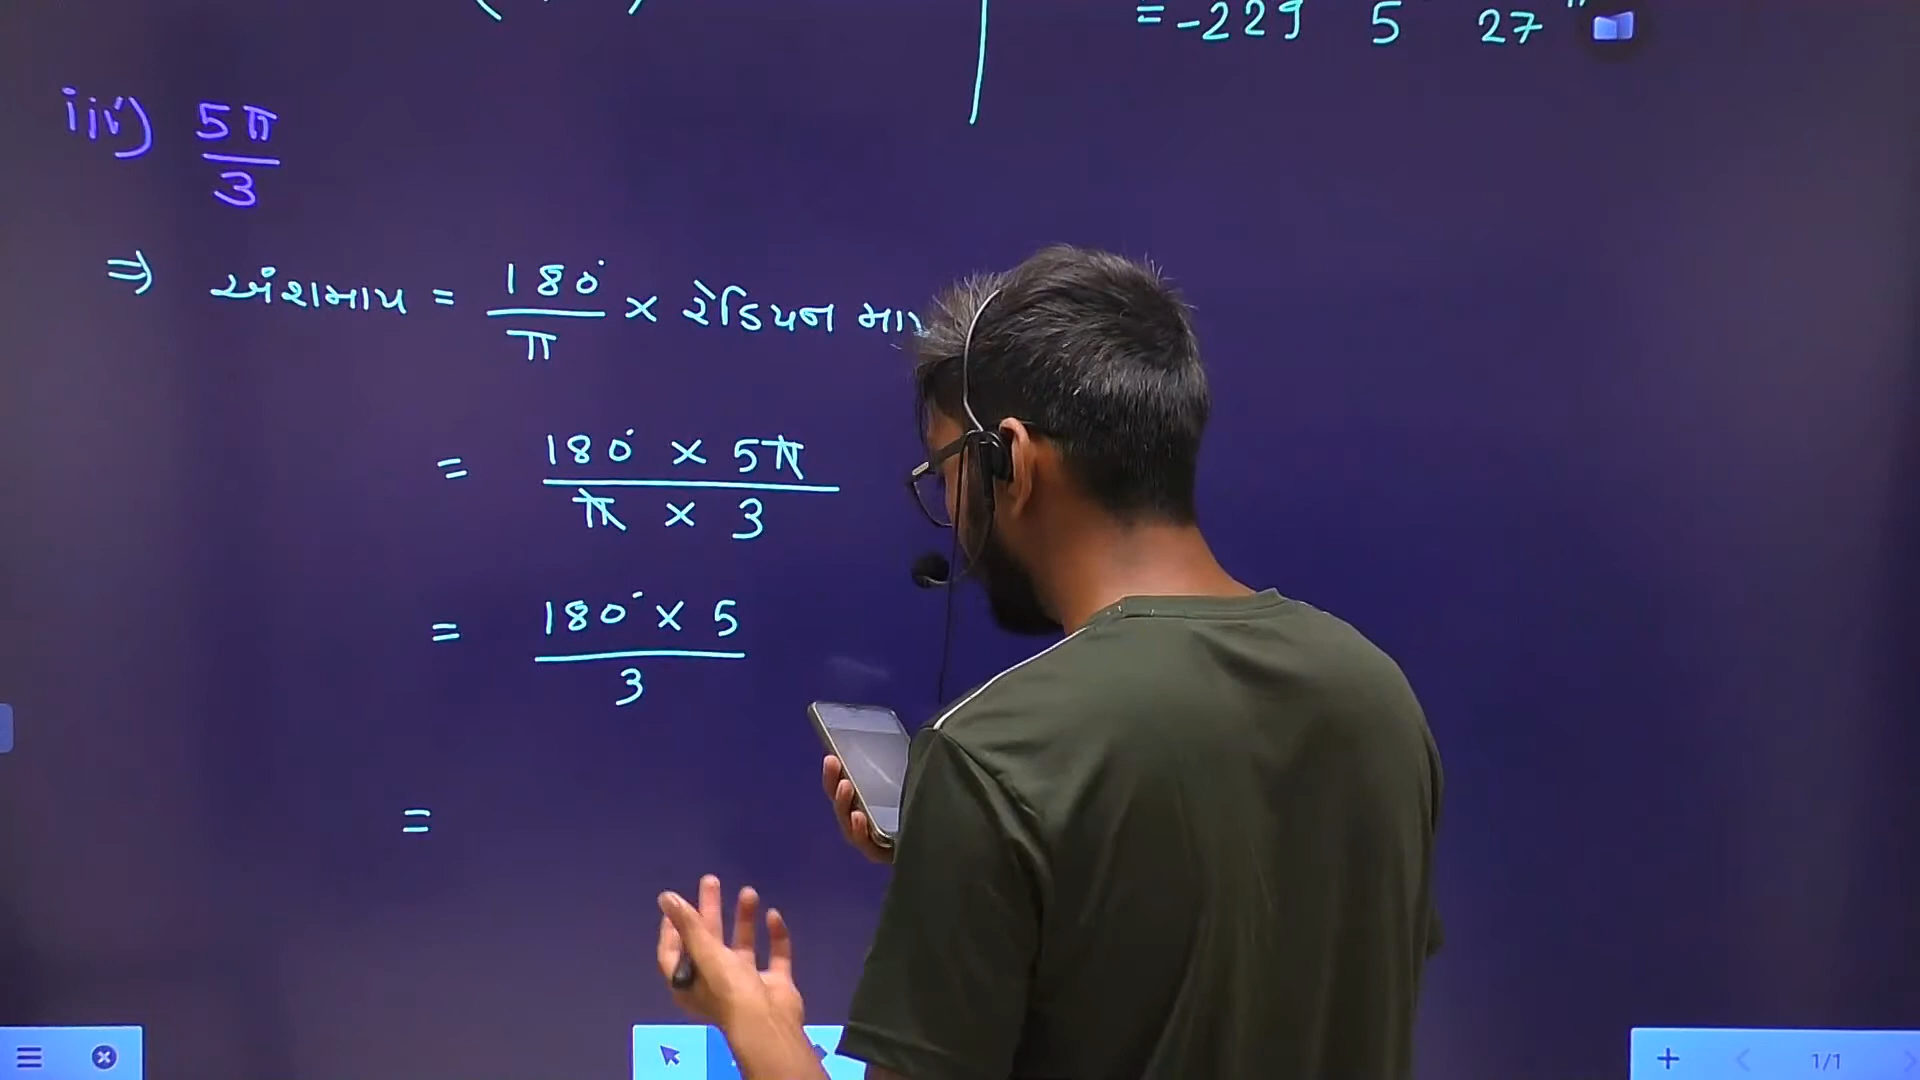 = -229 5 27 "
iii) 5π/3
⇒ અંશમાપ = 180°/π × રેડિયન
= 180° × 5π / π × 3
= 180° × 5 / 3
=
1/1